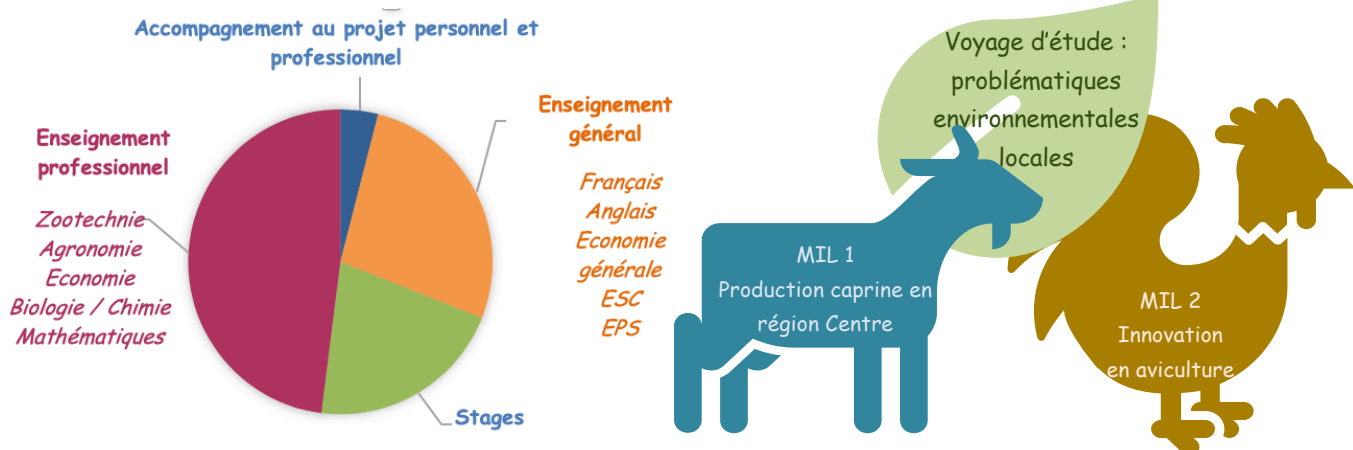 Accompagnement au projet personnel et
professionnel
Enseignement
professionnel
Zootechnie
Agronomie
Economie
Biologie / Chimie
Mathématiques
Enseignement
général
Français
Anglais
Economie
générale
ESC
EPS
Stages
Voyage d’étude :
problématiques
environnementales
locales
MIL 1
Production caprine en
région Centre
MIL 2
Innovation
en aviculture